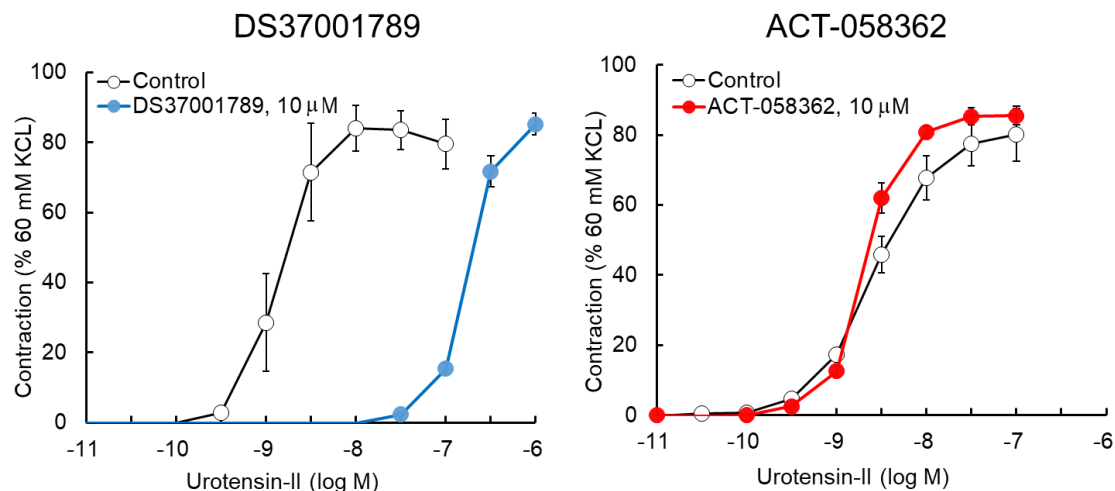 DS37001789
Control
DS37001789, 10 μM
Contraction (% 60 mM KCL)
100
80
60
40
20
0
-11 -10 -9 -8 -7 -6
Urotensin-II (log M)
ACT-058362
Control
ACT-058362, 10 μM
Contraction (% 60 mM KCL)
100
80
60
40
20
0
-11 -10 -9 -8 -7 -6
Urotensin-II (log M)